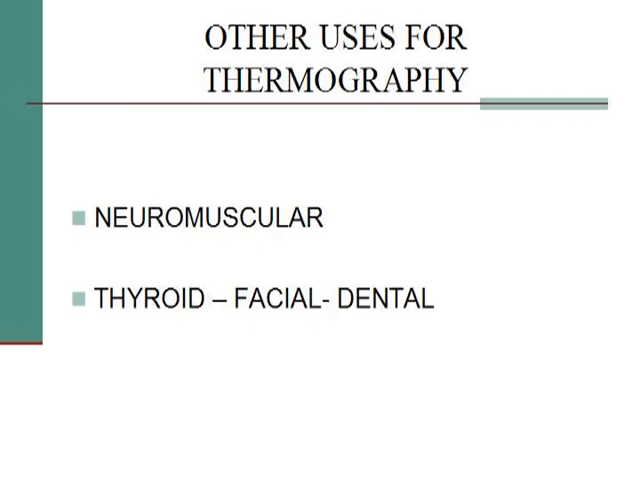 OTHER USES FOR
THERMOGRAPHY
NEUROMUSCULAR
THYROID – FACIAL- DENTAL